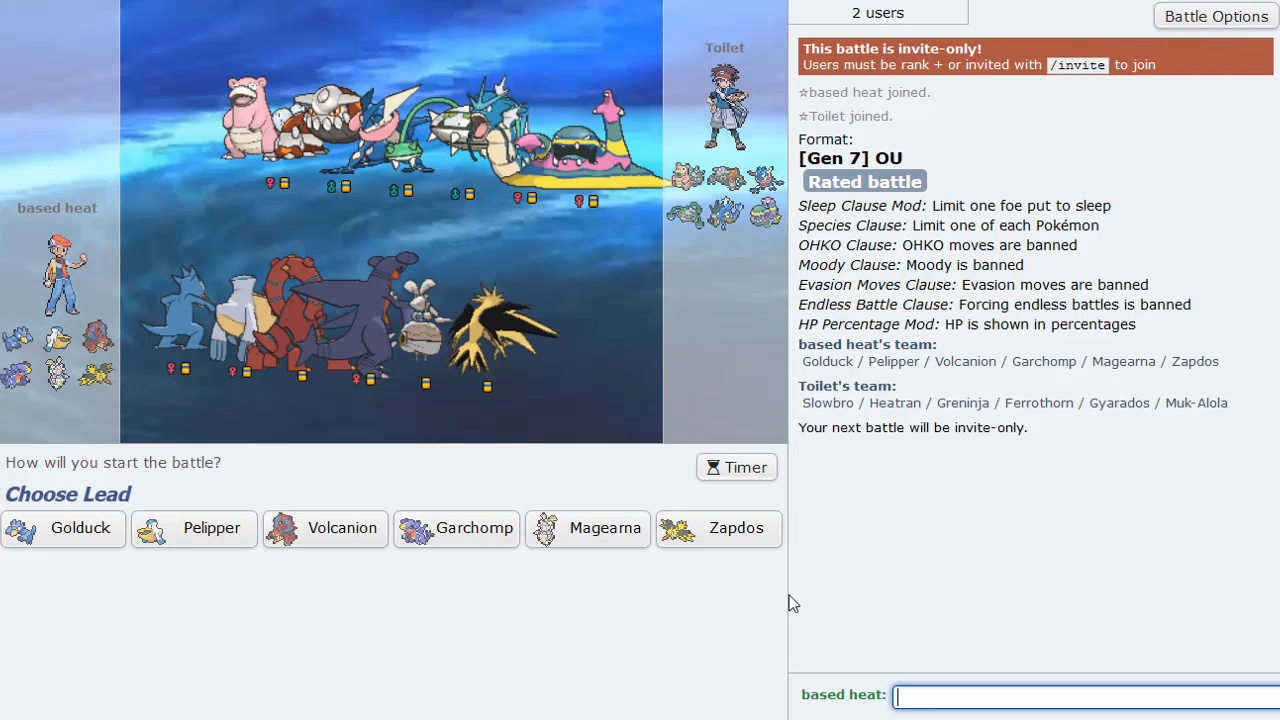 2 users
Battle Options
This battle is invite-only!
Users must be rank + or invited with /invite to join
☆based heat joined.
☆Toilet joined.
Format:
[Gen 7] OU
Rated battle
Sleep Clause Mod: Limit one foe put to sleep
Species Clause: Limit one of each Pokémon
OHKO Clause: OHKO moves are banned
Moody Clause: Moody is banned
Evasion Moves Clause: Evasion moves are banned
Endless Battle Clause: Forcing endless battles is banned
HP Percentage Mod: HP is shown in percentages
based heat's team:
Golduck / Pelipper / Volcanion / Garchomp / Magearna / Zapdos
Toilet's team:
Slowbro / Heatran / Greninja / Ferrothorn / Gyarados / Muk-Alola
Your next battle will be invite-only.
based heat:
Toilet
based heat
How will you start the battle?
Timer
Choose Lead
Golduck
Pelipper
Volcanion
Garchomp
Magearna
Zapdos